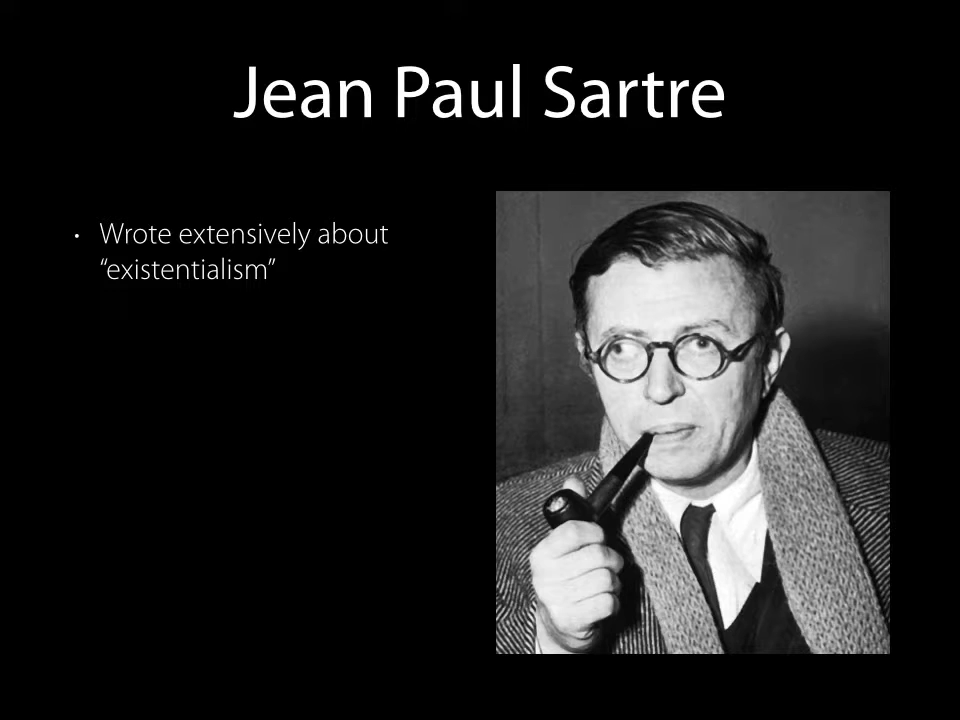 Jean Paul Sartre
• Wrote extensively about
“existentialism”